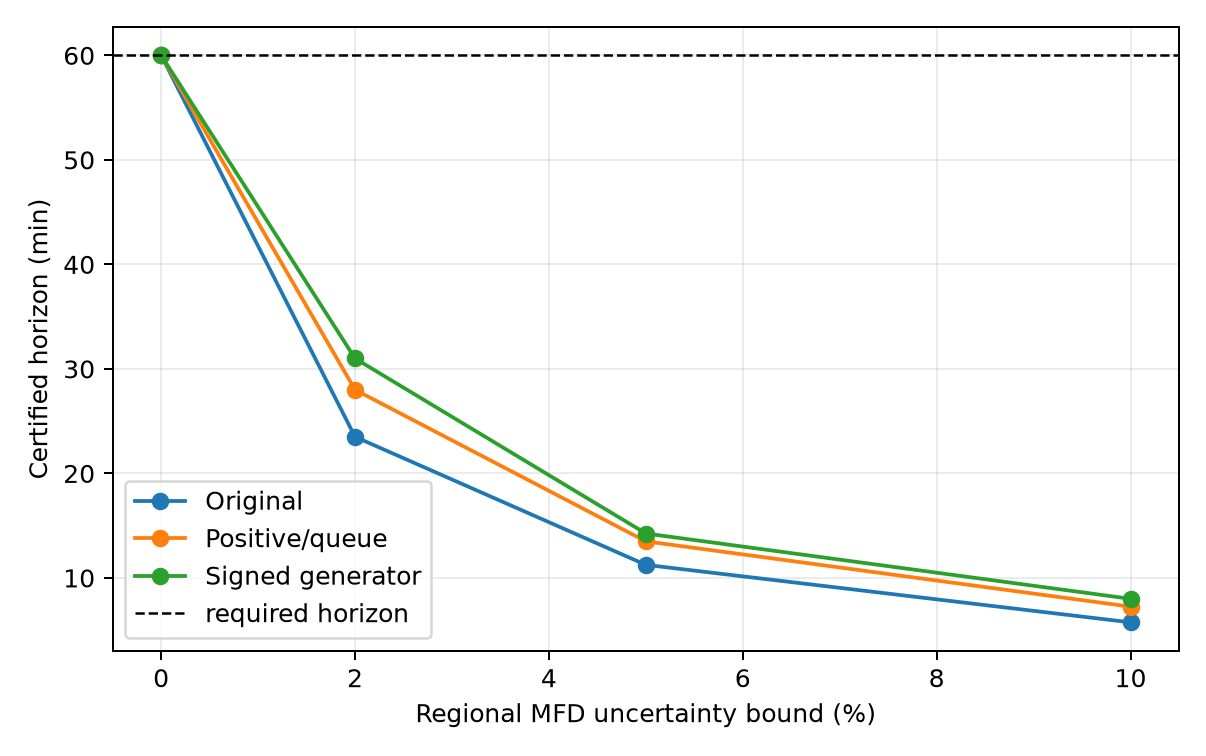 60
50
40
30
20
10
Certified horizon (min)
Original
Positive/queue
Signed generator
required horizon
0 2 4 6 8 10
Regional MFD uncertainty bound (%)